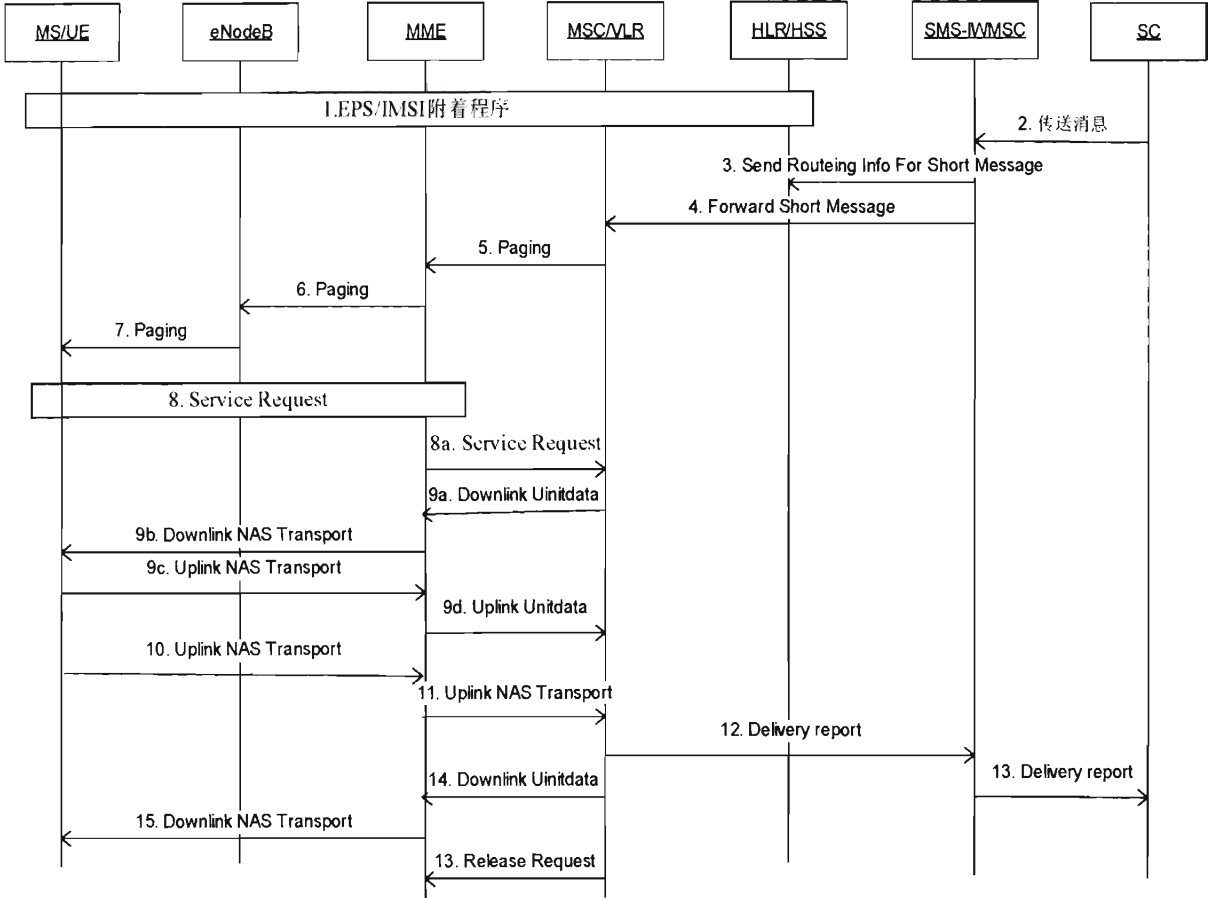 MS/UE
eNodeB
MME
MSC/VLR
HLR/HSS
SMS-IWMSC
SC
1.EPS/IMSI附着程序
2. 传送消息
3. Send Routeing Info For Short Message
4. Forward Short Message
5. Paging
6. Paging
7. Paging
8. Service Request
8a. Service Request
9a. Downlink Uinitdata
9b. Downlink NAS Transport
9c. Uplink NAS Transport
9d. Uplink Unitdata
10. Uplink NAS Transport
11. Uplink NAS Transport
12. Delivery report
13. Delivery report
14. Downlink Uinitdata
15. Downlink NAS Transport
13. Release Request